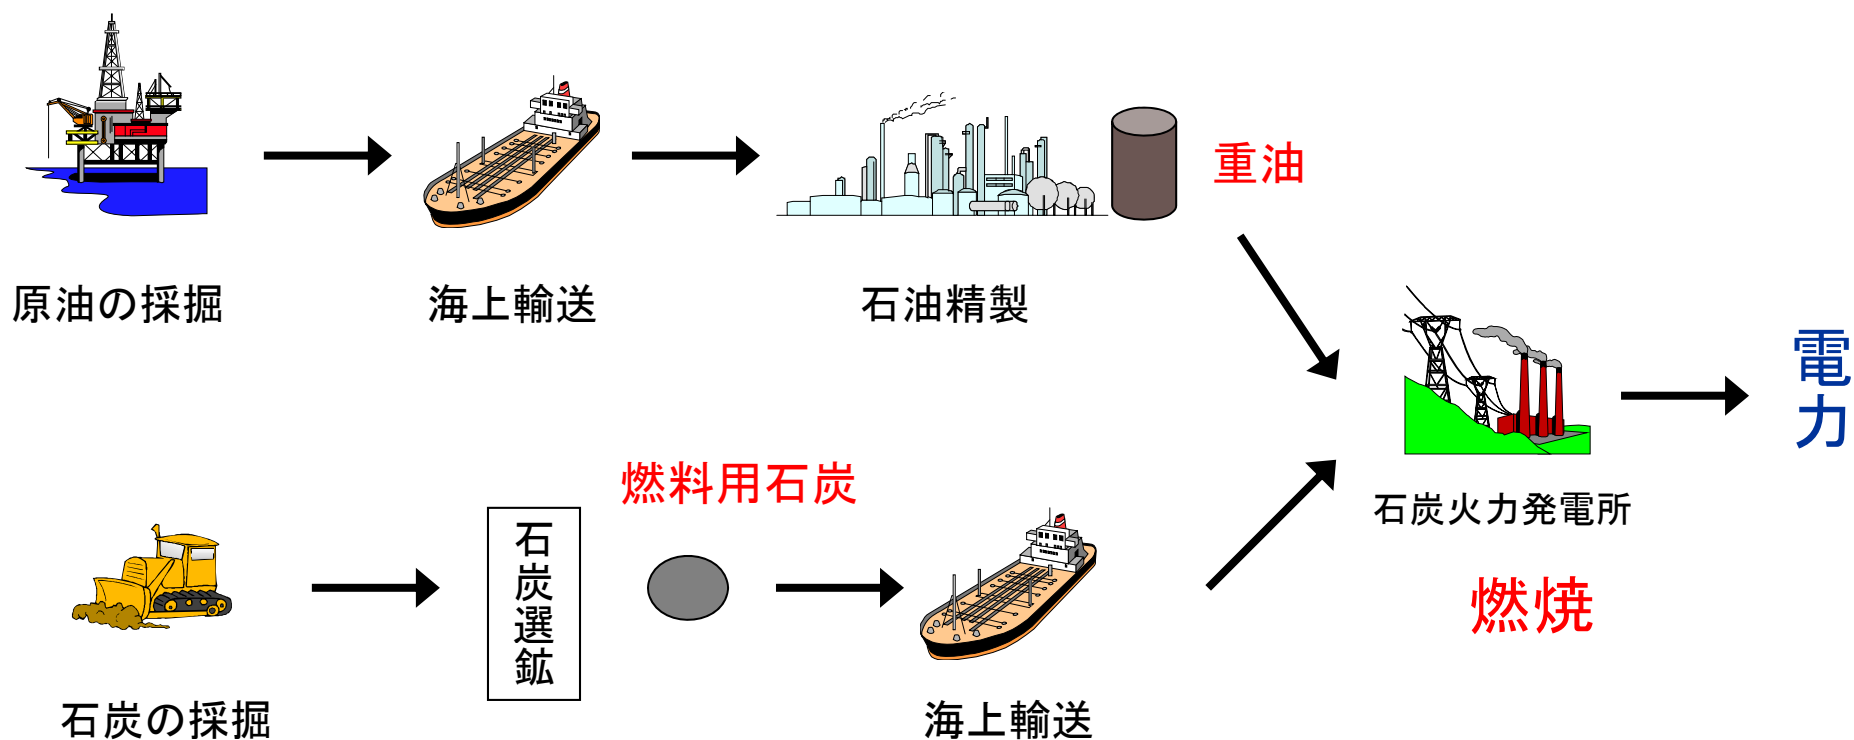 重油
原油の採掘
海上輸送
石油精製
電力
燃料用石炭
石炭火力発電所
石炭選鉱
燃焼
石炭の採掘
海上輸送